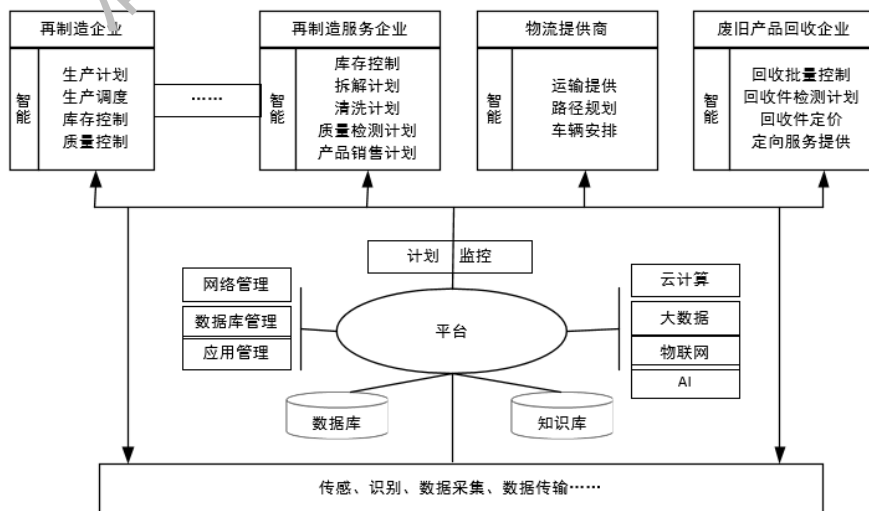 再制造企业
智能
生产计划
生产调度
库存控制
质量控制
……
再制造服务企业
智能
库存控制
拆解计划
清洗计划
质量检测计划
产品销售计划
物流提供商
智能
运输提供
路径规划
车辆安排
废旧产品回收企业
智能
回收批量控制
回收件检测计划
回收件定价
定向服务提供
计划 监控
网络管理
数据库管理
应用管理
平台
云计算
大数据
物联网
AI
数据库
知识库
传感、识别、数据采集、数据传输……